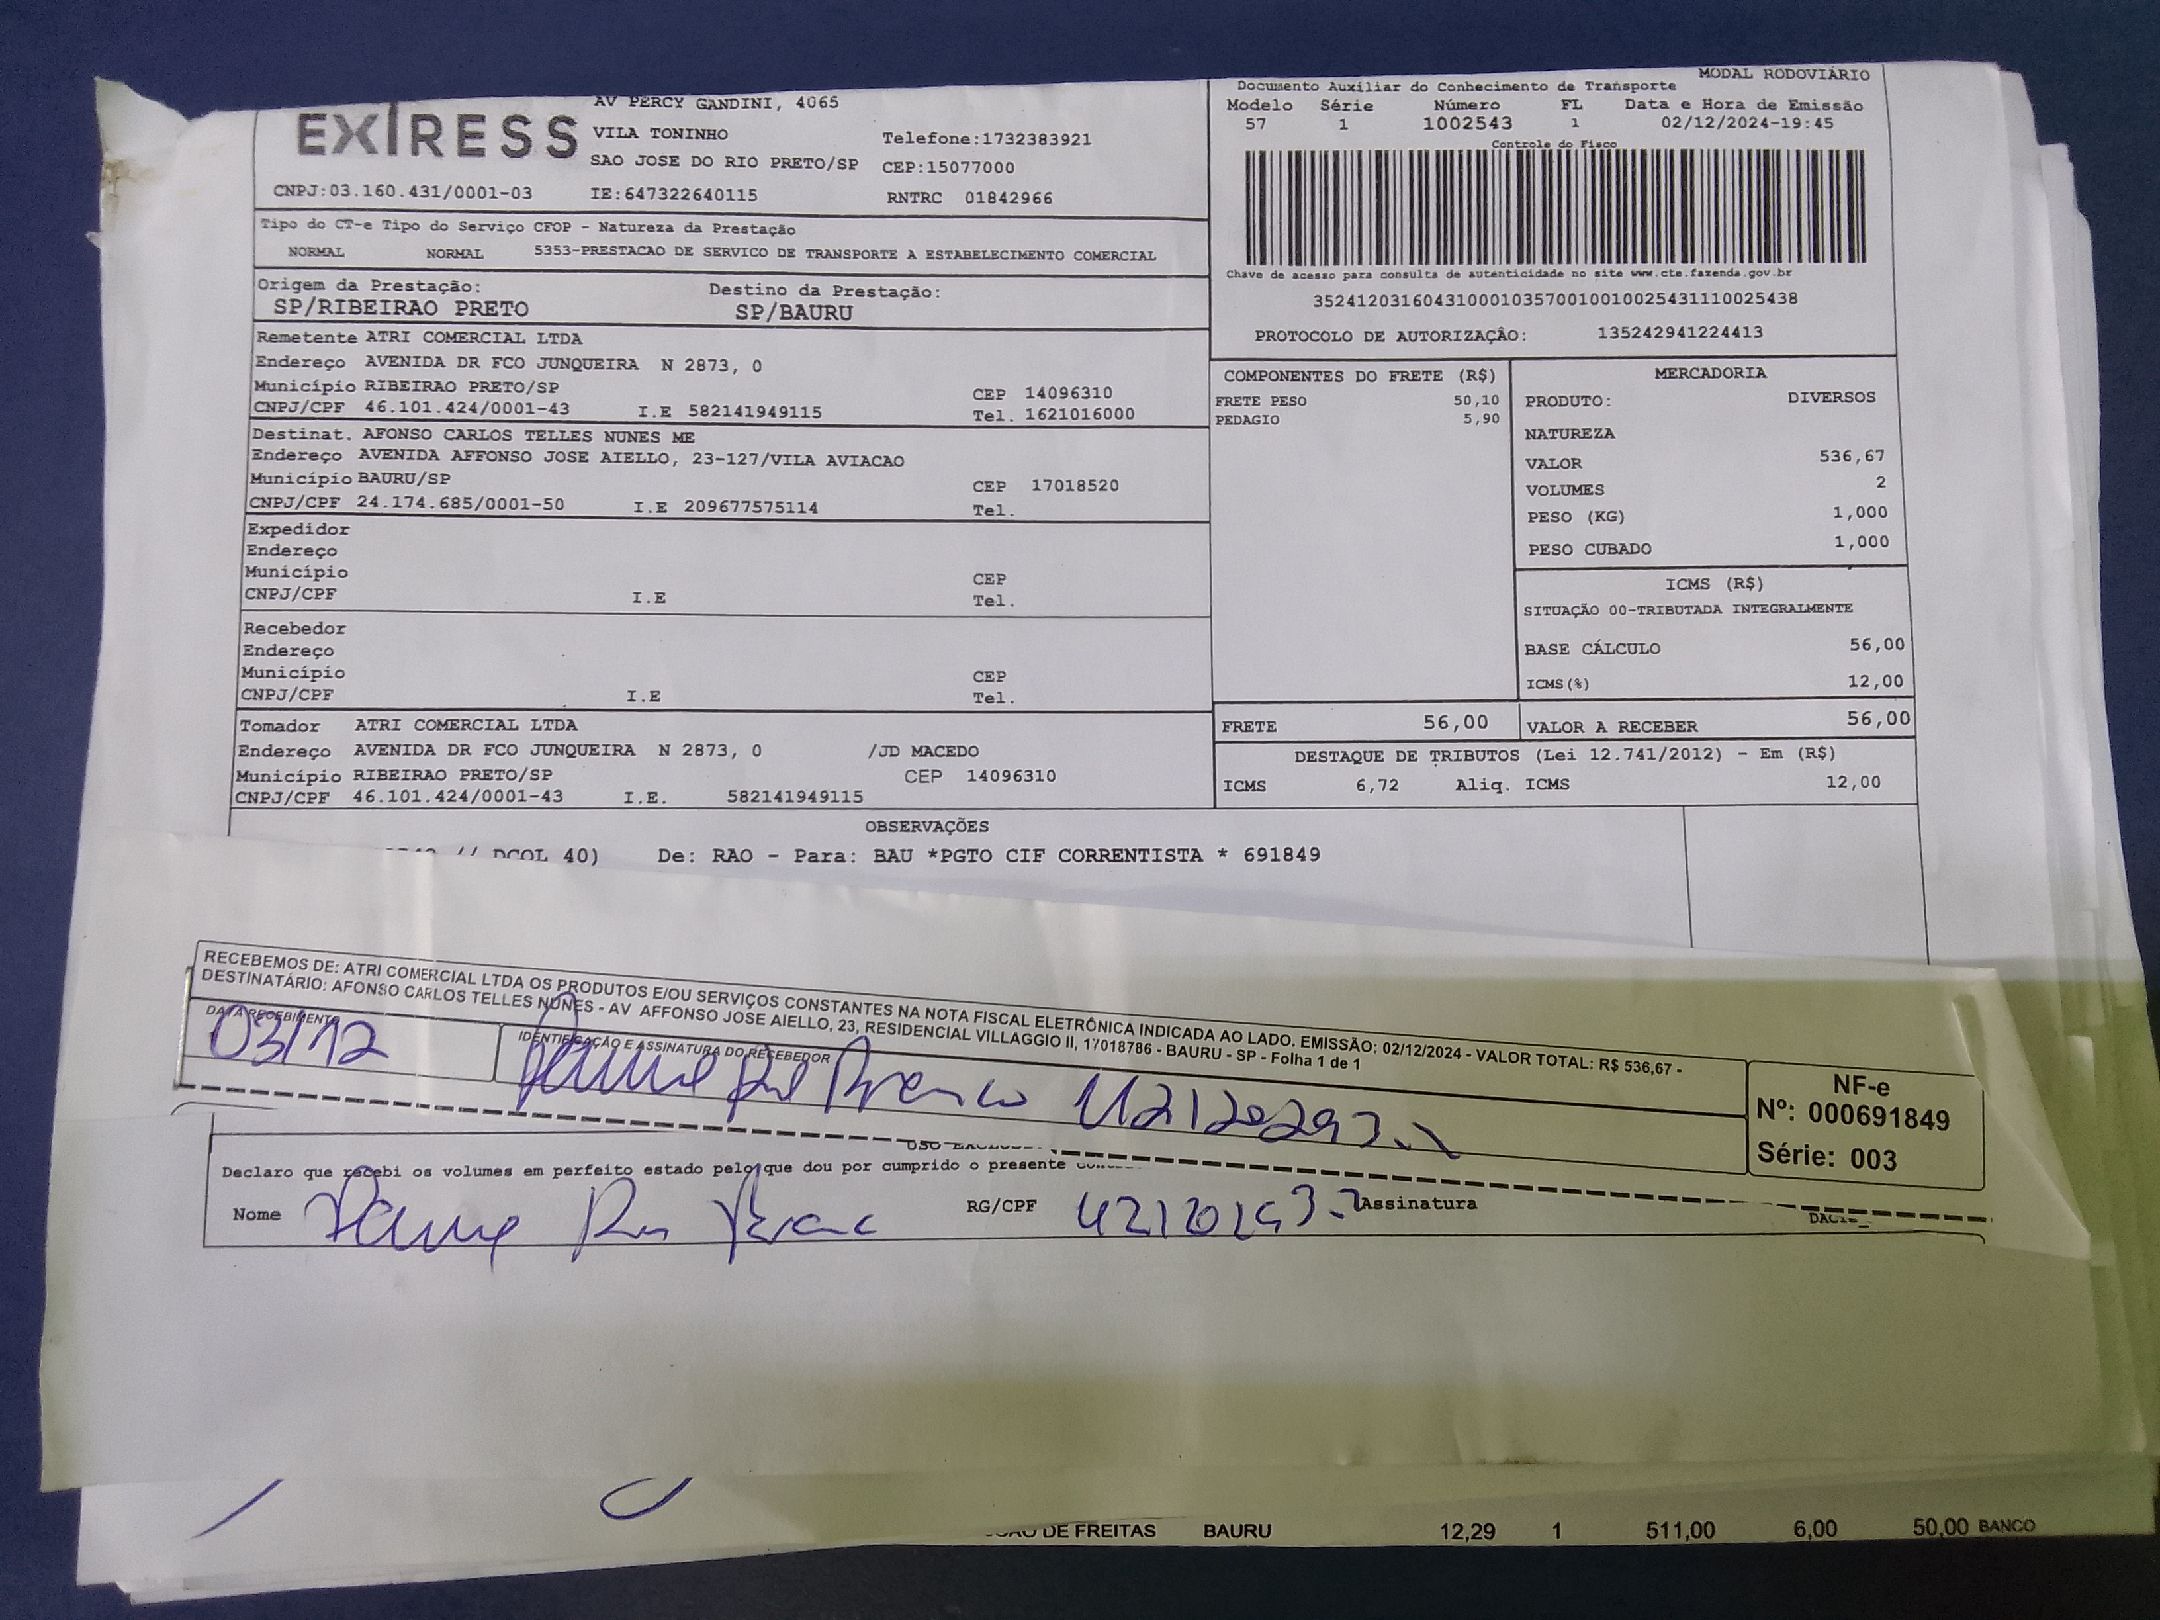 AV PERCY GANDINI, 4065
EXIRESS
VILA TONINHO
Telefone:1732383921
SAO JOSE DO RIO PRETO/SP CEP:15077000
CNPJ:03.160.431/0001-03 IE:647322640115 RNTRC 01842966
MODAL RODOVIÁRIO
Documento Auxiliar do Conhecimento de Transporte
Modelo Série Número FL Data e Hora de Emissão
57 1 1002543 1 02/12/2024-19:45
Controle do Fisco
Chave de acesso para consulta de autenticidade no site www.cte.fazenda.gov.br
35241203160431000103570010010025431110025438
PROTOCOLO DE AUTORIZAÇÂO: 135242941224413
Tipo do CT-e Tipo do Serviço CFOP - Natureza da Prestação
NORMAL NORMAL 5353-PRESTACAO DE SERVICO DE TRANSPORTE A ESTABELECIMENTO COMERCIAL
Origem da Prestação: Destino da Prestação:
SP/RIBEIRAO PRETO SP/BAURU
Remetente ATRI COMERCIAL LTDA
Endereço AVENIDA DR FCO JUNQUEIRA N 2873, 0
Município RIBEIRAO PRETO/SP CEP 14096310
CNPJ/CPF 46.101.424/0001-43 I.E 582141949115 Tel. 1621016000
Destinat. AFONSO CARLOS TELLES NUNES ME
Endereço AVENIDA AFFONSO JOSE AIELLO, 23-127/VILA AVIACAO
Município BAURU/SP CEP 17018520
CNPJ/CPF 24.174.685/0001-50 I.E 209677575114 Tel.
Expedidor
Endereço
Município CEP
CNPJ/CPF I.E Tel.
Recebedor
Endereço
Município CEP
CNPJ/CPF I.E Tel.
Tomador ATRI COMERCIAL LTDA
Endereço AVENIDA DR FCO JUNQUEIRA N 2873, 0 /JD MACEDO
Município RIBEIRAO PRETO/SP CEP 14096310
CNPJ/CPF 46.101.424/0001-43 I.E. 582141949115
COMPONENTES DO FRETE (R$)
FRETE PESO 50,10
PEDAGIO 5,90
MERCADORIA
PRODUTO: DIVERSOS
NATUREZA
VALOR 536,67
VOLUMES 2
PESO (KG) 1,000
PESO CUBADO 1,000
ICMS (R$)
SITUAÇÃO 00-TRIBUTADA INTEGRALMENTE
BASE CÁLCULO 56,00
ICMS(%) 12,00
FRETE 56,00 VALOR A RECEBER 56,00
DESTAQUE DE TRIBUTOS (Lei 12.741/2012) - Em (R$)
ICMS 6,72 Aliq. ICMS 12,00
OBSERVAÇÕES
// DCOL 40) De: RAO - Para: BAU *PGTO CIF CORRENTISTA * 691849
RECEBEMOS DE: ATRI COMERCIAL LTDA OS PRODUTOS E/OU SERVIÇOS CONSTANTES NA NOTA FISCAL ELETRÔNICA INDICADA AO LADO. EMISSÃO: 02/12/2024 - VALOR TOTAL: R$ 536,67 -
DESTINATÁRIO: AFONSO CARLOS TELLES NUNES - AV AFFONSO JOSE AIELLO, 23, RESIDENCIAL VILLAGGIO II, 17018786 - BAURU - SP - Folha 1 de 1
DATA RECEBIMENTO
03/12
IDENTIFICAÇÃO E ASSINATURA DO RECEBEDOR
NF-e
Nº: 000691849
Série: 003
Declaro que recebi os volumes em perfeito estado pelo que dou por cumprido o presente
Nome RG/CPF Assinatura
DE FREITAS BAURU 12,29 1 511,00 6,00 50,00 BANCO